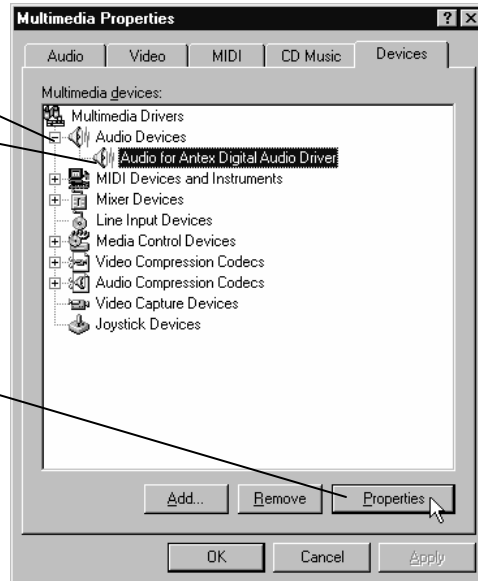 Multimedia Properties
Audio Video MIDI CD Music Devices
Multimedia devices:
Multimedia Drivers
Audio Devices
Audio for Antex Digital Audio Driver
MIDI Devices and Instruments
Mixer Devices
Line Input Devices
Media Control Devices
Video Compression Codecs
Audio Compression Codecs
Video Capture Devices
Joystick Devices
Add... Remove Properties
OK Cancel Apply